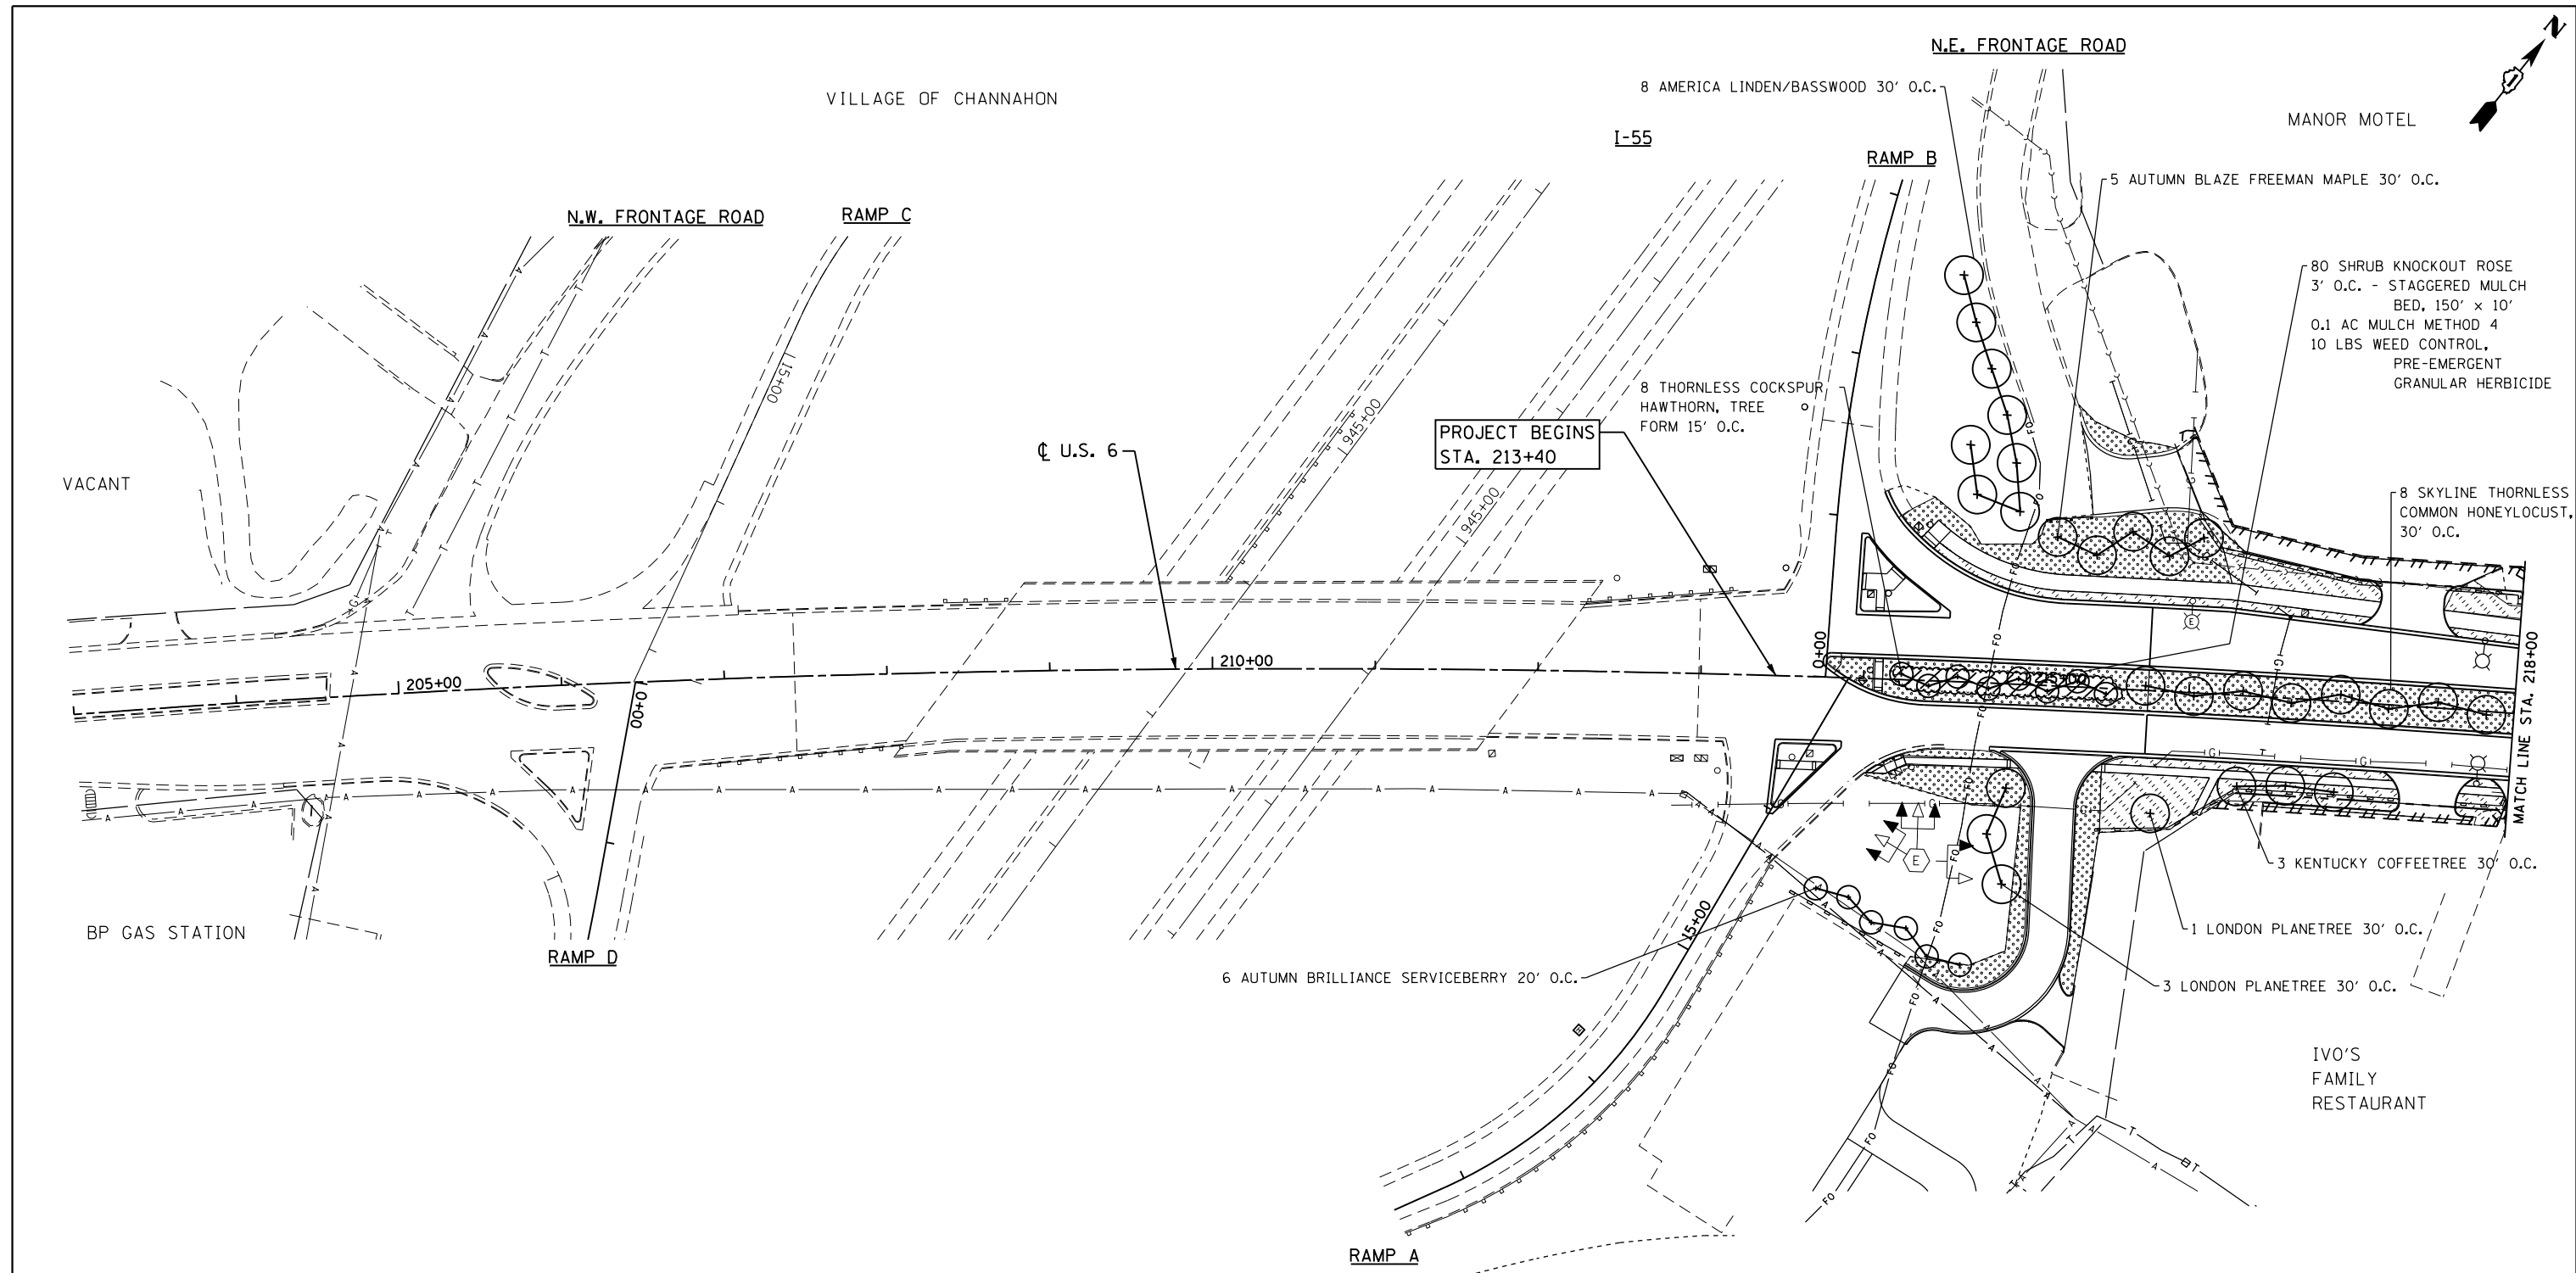 N.E. FRONTAGE ROAD
N
8 AMERICA LINDEN/BASSWOOD 30' O.C.
VILLAGE OF CHANNAHON
MANOR MOTEL
I-55
RAMP B
5 AUTUMN BLAZE FREEMAN MAPLE 30' O.C.
N.W. FRONTAGE ROAD
RAMP C
80 SHRUB KNOCKOUT ROSE
3' O.C. - STAGGERED MULCH
BED, 150' x 10'
0.1 AC MULCH METHOD 4
10 LBS WEED CONTROL,
PRE-EMERGENT
GRANULAR HERBICIDE
8 THORNLESS COCKSPUR
HAWTHORN, TREE
FORM 15' O.C.
15+00
945+00
945+00
PROJECT BEGINS
STA. 213+40
℄ U.S. 6
VACANT
8 SKYLINE THORNLESS
COMMON HONEYLOCUST,
30' O.C.
205+00
0+00
210+00
0+00
215+00
MATCH LINE STA. 218+00
3 KENTUCKY COFFEETREE 30' O.C.
E
E
BP GAS STATION
RAMP D
15+00
1 LONDON PLANETREE 30' O.C.
6 AUTUMN BRILLIANCE SERVICEBERRY 20' O.C.
3 LONDON PLANETREE 30' O.C.
IVO'S
FAMILY
RESTAURANT
RAMP A